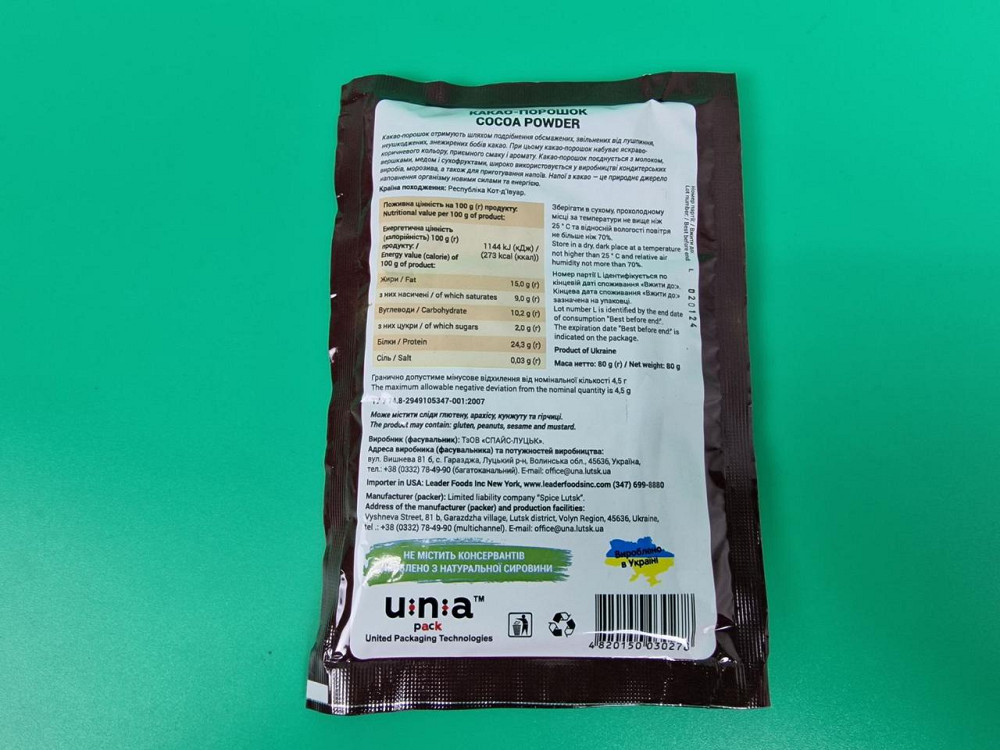 КАКАО-ПОРОШОК
COCOA POWDER
Какао-порошок отримують шляхом подрібнення обсмажених, звільнених від лушпиння,
неушкоджених, знежирених бобів какао. При цьому какао-порошок набуває яскраво-
коричневого кольору, приємного смаку і аромату. Какао-порошок поєднується з молоком,
вершками, медом і сухофруктами, широко використовується у виробництві кондитерських
виробів, морозива, а також для приготування напоїв. Напої з какао — це природнє джерело
наповнення організму новими силами та енергією.
Країна походження: Республіка Кот-д'івуар.
Поживна цінність на 100 g (г) продукту:
Nutritional value per 100 g of product:
Енергетична цінність
(калорійність) 100 g (г)
продукту: /
Energy value (calorie) of
100 g of product:
1144 kJ (кДж) /
(273 kcal (ккал))
Жири / Fat 15,0 g (г)
з них насичені / of which saturates 9,0 g (г)
Вуглеводи / Carbohydrate 10,2 g (г)
з них цукри / of which sugars 2,0 g (г)
Білки / Protein 24,3 g (г)
Сіль / Salt 0,03 g (г)
Зберігати в сухому, прохолодному
місці за температури не вище ніж
25 ° С та відносній вологості повітря
не більше ніж 70%.
Store in a dry, dark place at a temperature
not higher than 25 ° C and relative air
humidity not more than 70%.
Номер партії L ідентифікується по
кінцевій даті споживання «Вжити до:».
Кінцева дата споживання «Вжити до:»
зазначена на упаковці.
Lot number L is identified by the end date
of consumption "Best before end".
The expiration date "Best before end" is
indicated on the package.
Product of Ukraine
Маса нетто: 80 g (г) / Net weight: 80 g
Номер партії / Вжити до:
Lot number: / Best before end:
L 020124
Гранично допустиме мінусове відхилення від номінальної кількості 4,5 г
The maximum allowable negative deviation from the nominal quantity is 4,5 g
.8-2949105347-001:2007
Може містити сліди глютену, арахісу, кунжуту та гірчиці.
The product may contain: gluten, peanuts, sesame and mustard.
Виробник (фасувальник): ТзОВ «СПАЙС-ЛУЦЬК».
Адреса виробника (фасувальника) та потужностей виробництва:
вул. Вишнева 81 б, с. Гаразджа, Луцький р-н, Волинська обл., 45636, Україна,
тел.: +38 (0332) 78-49-90 (багатоканальний). E-mail: office@una.lutsk.ua
Importer in USA: Leader Foods Inc New York, www.leaderfoodsinc.com (347) 699-8880
Manufacturer (packer): Limited liability company "Spice Lutsk".
Address of the manufacturer (packer) and production facilities:
Vyshneva Street, 81 b, Garazdzha village, Lutsk district, Volyn Region, 45636, Ukraine,
tel .: +38 (0332) 78-49-90 (multichannel). E-mail: office@una.lutsk.ua
НЕ МІСТИТЬ КОНСЕРВАНТІВ
ЛЕНО З НАТУРАЛЬНОЇ СИРОВИНИ
Вироблено
в Україні
u:n:a™
pack
United Packaging Technologies
4 820150 03027